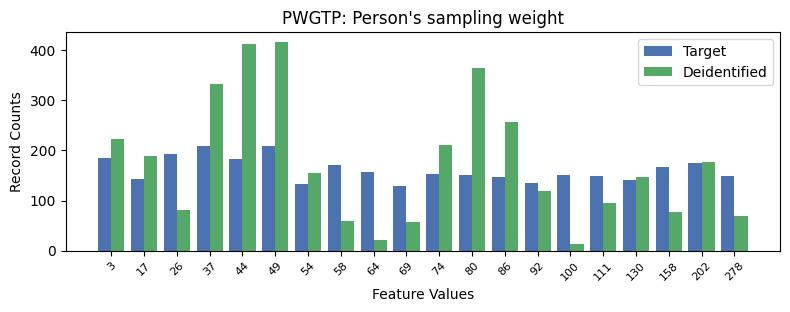 PWGTP: Person's sampling weight
Record Counts
400
300
200
100
0
Target
Deidentified
3 17 26 37 44 49 54 58 64 69 74 80 86 92 100 111 130 158 202 278
Feature Values